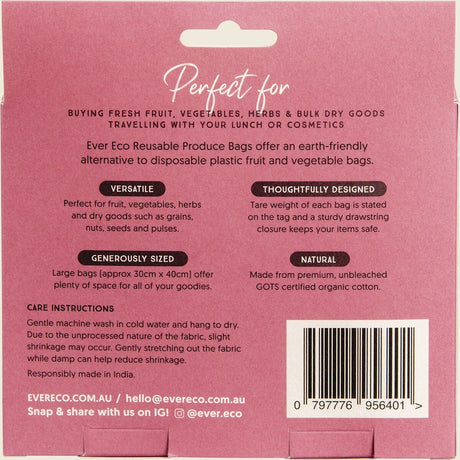 Perfect for
BUYING FRESH FRUIT, VEGETABLES, HERBS & BULK DRY GOODS
TRAVELLING WITH YOUR LUNCH OR COSMETICS
Ever Eco Reusable Produce Bags offer an earth-friendly
alternative to disposable plastic fruit and vegetable bags.
VERSATILE
Perfect for fruit, vegetables, herbs
and dry goods such as grains,
nuts, seeds and pulses.
THOUGHTFULLY DESIGNED
Tare weight of each bag is stated
on the tag and a sturdy drawstring
closure keeps your items safe.
GENEROUSLY SIZED
Large bags (approx 30cm x 40cm) offer
plenty of space for all of your goodies.
NATURAL
Made from premium, unbleached
GOTS certified organic cotton.
CARE INSTRUCTIONS
Gentle machine wash in cold water and hang to dry.
Due to the unprocessed nature of the fabric, slight
shrinkage may occur. Gently stretching out the fabric
while damp can help reduce shrinkage.
Responsibly made in India.
EVERECO.COM.AU / hello@evereco.com.au
Snap & share with us on IG! @ever.eco
0 797776 956401 >